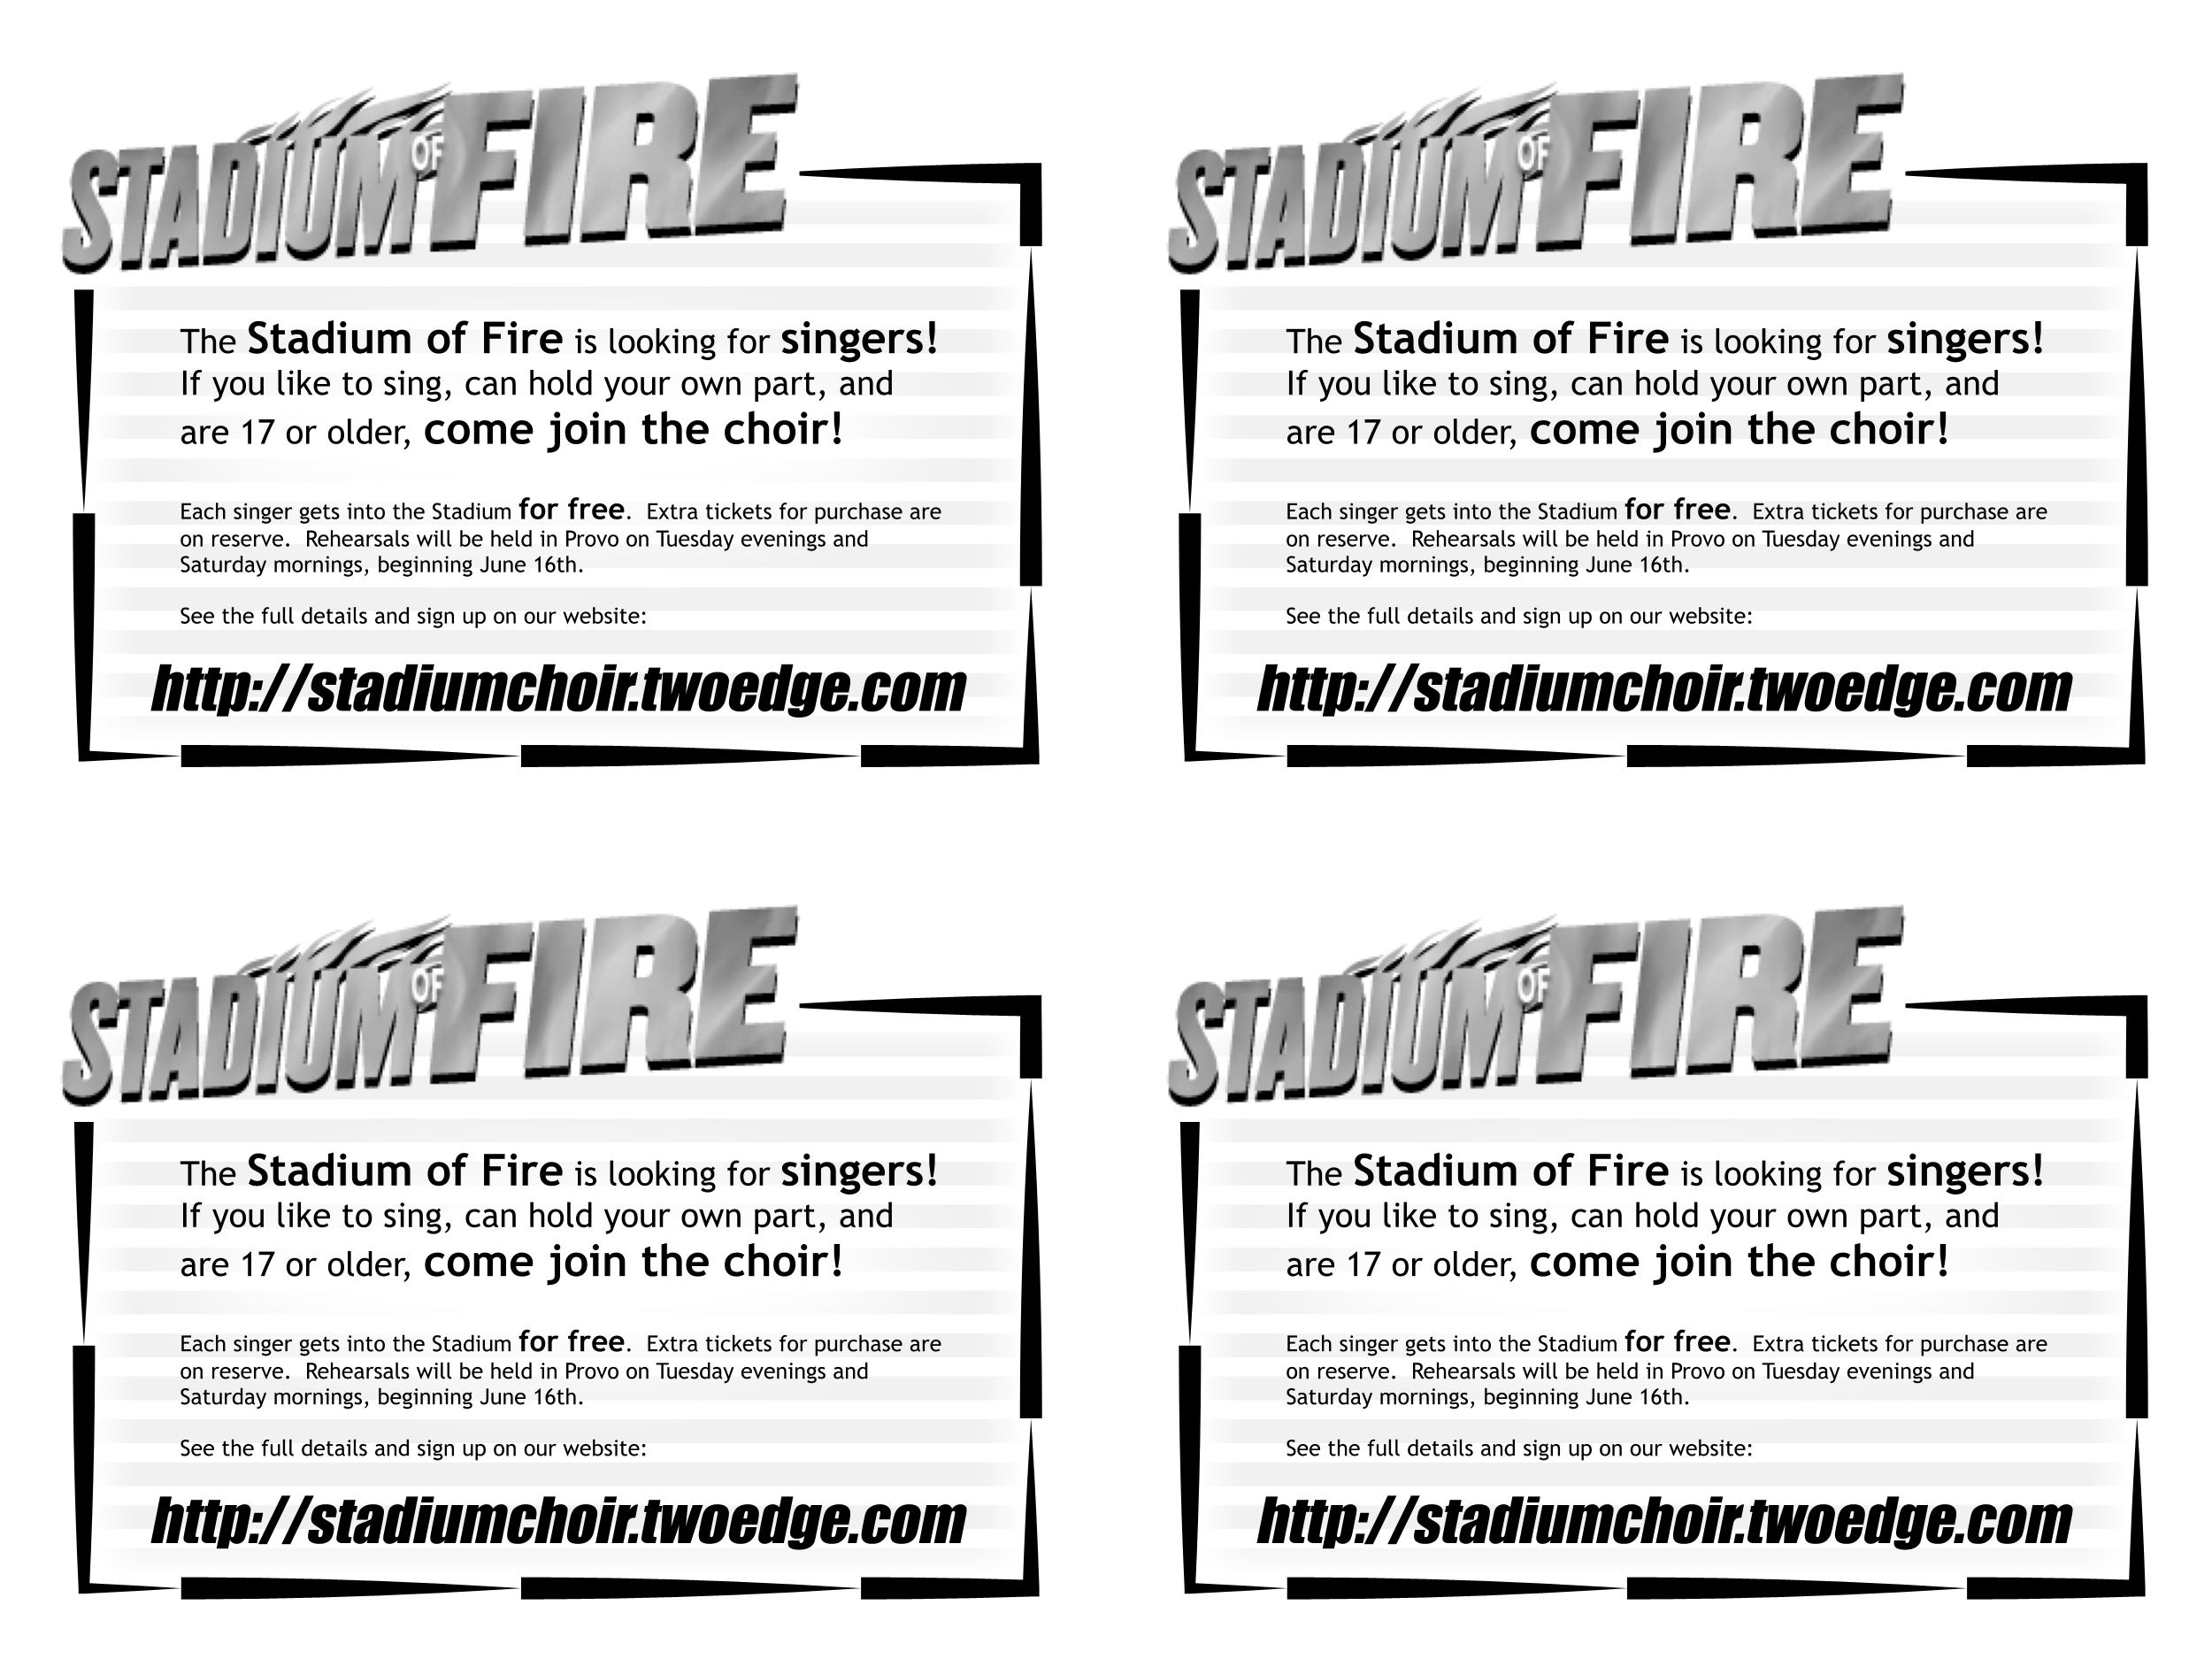 STADIUM OF FIRE
The Stadium of Fire is looking for singers!
If you like to sing, can hold your own part, and
are 17 or older, come join the choir!
Each singer gets into the Stadium for free.  Extra tickets for purchase are
on reserve.  Rehearsals will be held in Provo on Tuesday evenings and
Saturday mornings, beginning June 16th.
See the full details and sign up on our website:
http://stadiumchoir.twoedge.com
STADIUM OF FIRE
The Stadium of Fire is looking for singers!
If you like to sing, can hold your own part, and
are 17 or older, come join the choir!
Each singer gets into the Stadium for free.  Extra tickets for purchase are
on reserve.  Rehearsals will be held in Provo on Tuesday evenings and
Saturday mornings, beginning June 16th.
See the full details and sign up on our website:
http://stadiumchoir.twoedge.com
STADIUM OF FIRE
The Stadium of Fire is looking for singers!
If you like to sing, can hold your own part, and
are 17 or older, come join the choir!
Each singer gets into the Stadium for free.  Extra tickets for purchase are
on reserve.  Rehearsals will be held in Provo on Tuesday evenings and
Saturday mornings, beginning June 16th.
See the full details and sign up on our website:
http://stadiumchoir.twoedge.com
STADIUM OF FIRE
The Stadium of Fire is looking for singers!
If you like to sing, can hold your own part, and
are 17 or older, come join the choir!
Each singer gets into the Stadium for free.  Extra tickets for purchase are
on reserve.  Rehearsals will be held in Provo on Tuesday evenings and
Saturday mornings, beginning June 16th.
See the full details and sign up on our website:
http://stadiumchoir.twoedge.com